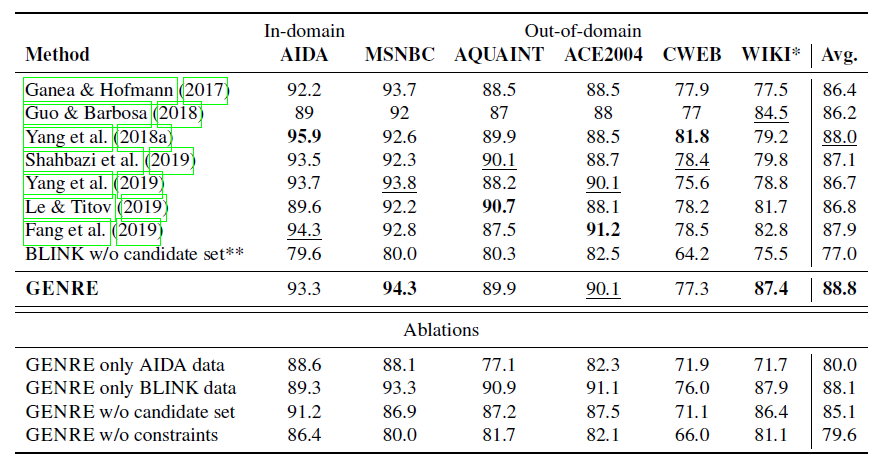 In-domain Out-of-domain
Method AIDA MSNBC AQUAINT ACE2004 CWEB WIKI* Avg.
Ganea & Hofmann (2017) 92.2 93.7 88.5 88.5 77.9 77.5 86.4
Guo & Barbosa (2018) 89 92 87 88 77 84.5 86.2
Yang et al. (2018a) 95.9 92.6 89.9 88.5 81.8 79.2 88.0
Shahbazi et al. (2019) 93.5 92.3 90.1 88.7 78.4 79.8 87.1
Yang et al. (2019) 93.7 93.8 88.2 90.1 75.6 78.8 86.7
Le & Titov (2019) 89.6 92.2 90.7 88.1 78.2 81.7 86.8
Fang et al. (2019) 94.3 92.8 87.5 91.2 78.5 82.8 87.9
BLINK w/o candidate set** 79.6 80.0 80.3 82.5 64.2 75.5 77.0
GENRE 93.3 94.3 89.9 90.1 77.3 87.4 88.8
Ablations
GENRE only AIDA data 88.6 88.1 77.1 82.3 71.9 71.7 80.0
GENRE only BLINK data 89.3 93.3 90.9 91.1 76.0 87.9 88.1
GENRE w/o candidate set 91.2 86.9 87.2 87.5 71.1 86.4 85.1
GENRE w/o constraints 86.4 80.0 81.7 82.1 66.0 81.1 79.6